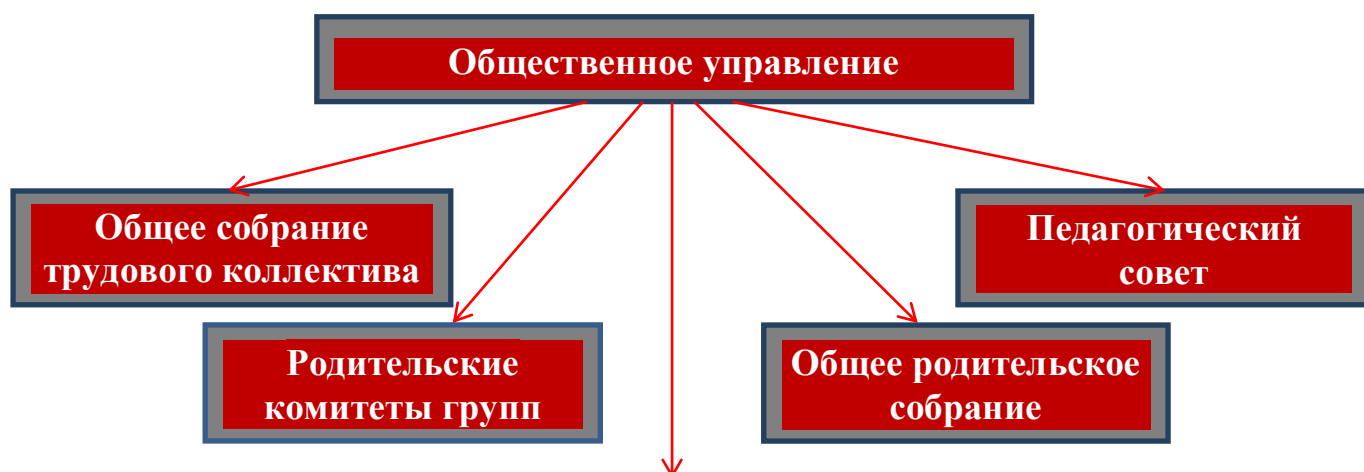 Общественное управление
Общее собрание
трудового коллектива
Педагогический
совет
Родительские
комитеты групп
Общее родительское
собрание